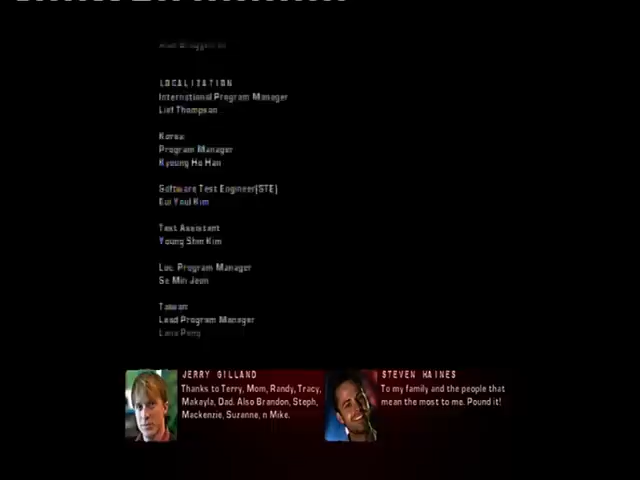 LOCALIZATION
International Program Manager
Lief Thompson
Korea:
Program Manager
Kyoung Ho Han
Software Test Engineer(STE)
Eui Youl Kim
Test Assistant
Young Shin Kim
Loc. Program Manager
Se Min Jeon
Taiwan:
Lead Program Manager
JERRY GILLAND
Thanks to Terry, Mom, Randy, Tracy,
Makayla, Dad. Also Brandon, Steph,
Mackenzie, Suzanne, n Mike.
STEVEN HAINES
To my family and the people that
mean the most to me. Pound it!